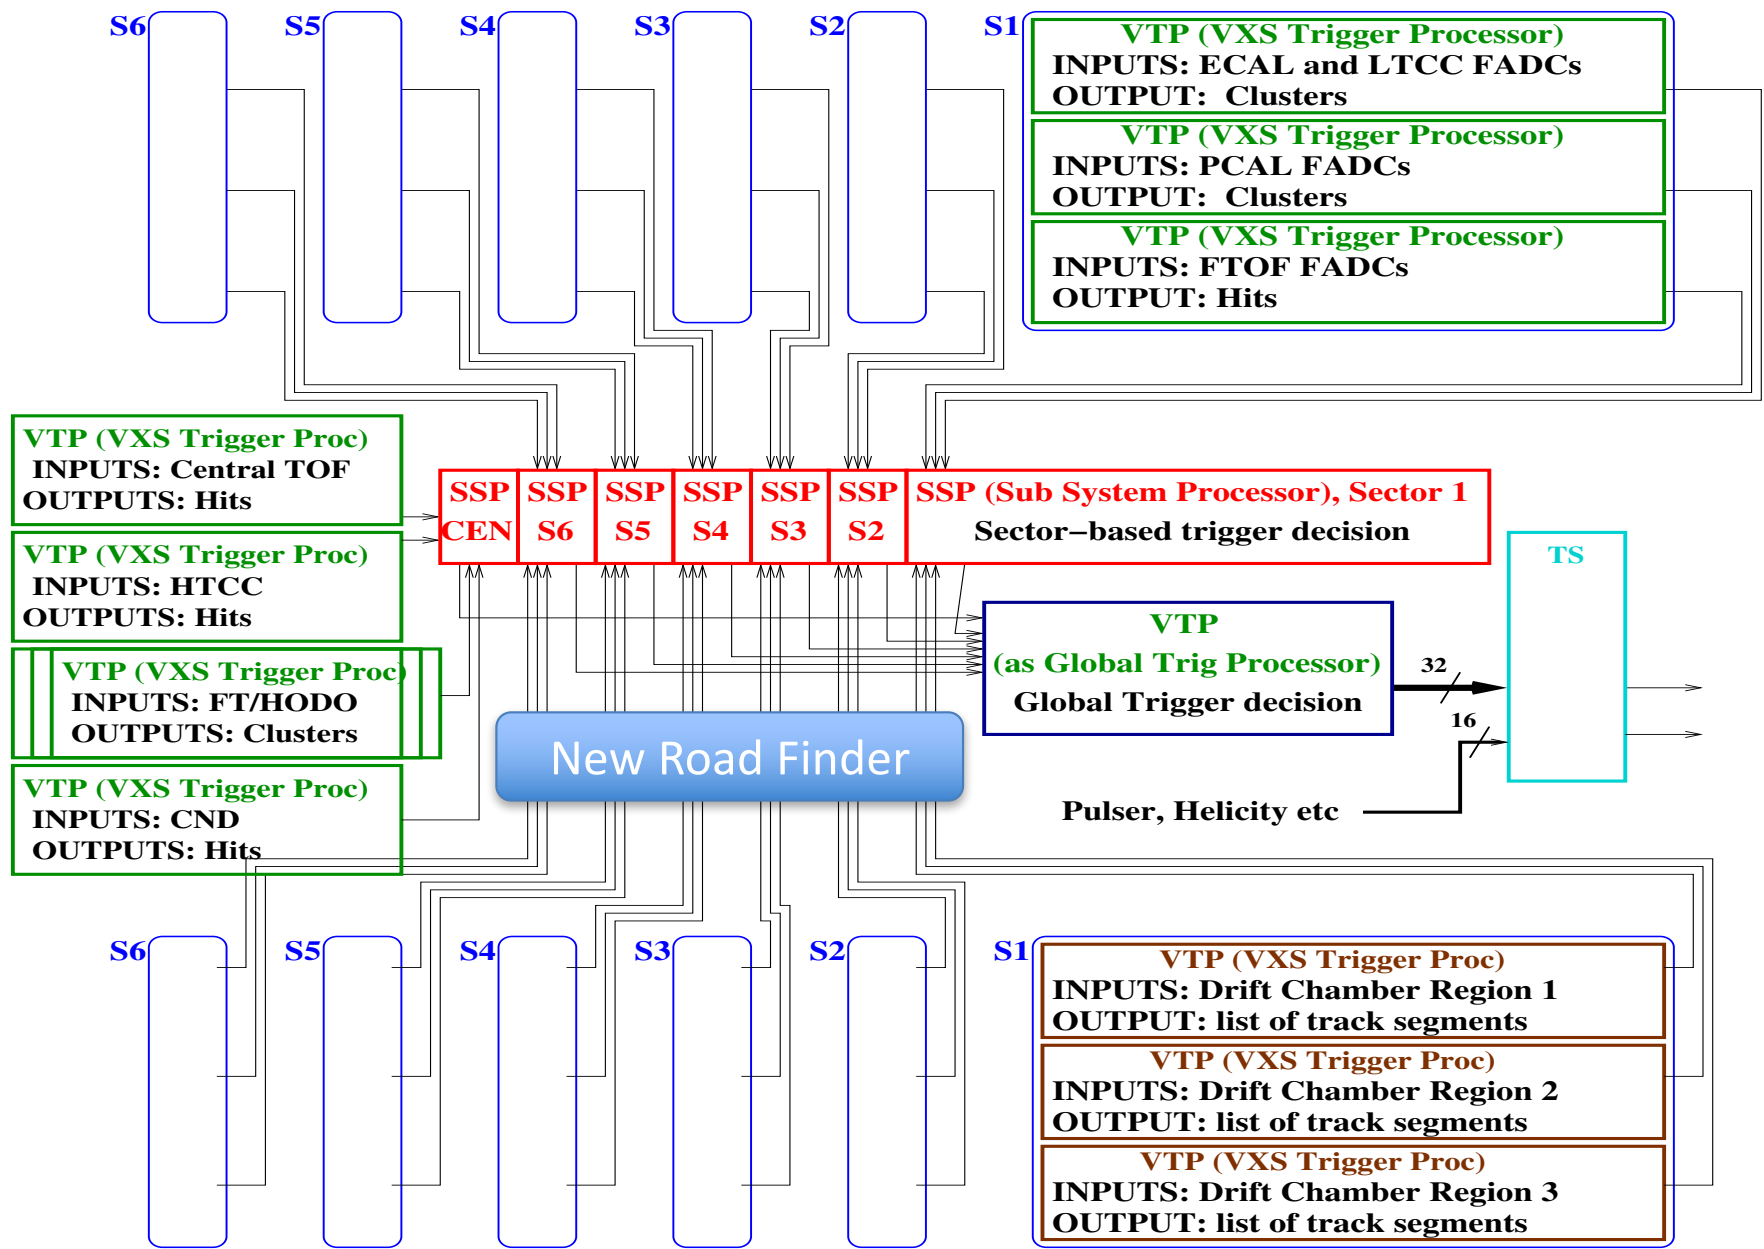 S6
S5
S4
S3
S2
S1
VTP (VXS Trigger Processor)
INPUTS: ECAL and LTCC FADCs
OUTPUT: Clusters
VTP (VXS Trigger Processor)
INPUTS: PCAL FADCs
OUTPUT: Clusters
VTP (VXS Trigger Processor)
INPUTS: FTOF FADCs
OUTPUT: Hits
VTP (VXS Trigger Proc)
INPUTS: Central TOF
OUTPUTS: Hits
VTP (VXS Trigger Proc)
INPUTS: HTCC
OUTPUTS: Hits
VTP (VXS Trigger Proc)
INPUTS: FT/HODO
OUTPUTS: Clusters
VTP (VXS Trigger Proc)
INPUTS: CND
OUTPUTS: Hits
SSP
CEN
SSP
S6
SSP
S5
SSP
S4
SSP
S3
SSP
S2
SSP (Sub System Processor), Sector 1
Sector−based trigger decision
VTP
(as Global Trig Processor)
Global Trigger decision
32
16
TS
New Road Finder
Pulser, Helicity etc
S6
S5
S4
S3
S2
S1
VTP (VXS Trigger Proc)
INPUTS: Drift Chamber Region 1
OUTPUT: list of track segments
VTP (VXS Trigger Proc)
INPUTS: Drift Chamber Region 2
OUTPUT: list of track segments
VTP (VXS Trigger Proc)
INPUTS: Drift Chamber Region 3
OUTPUT: list of track segments